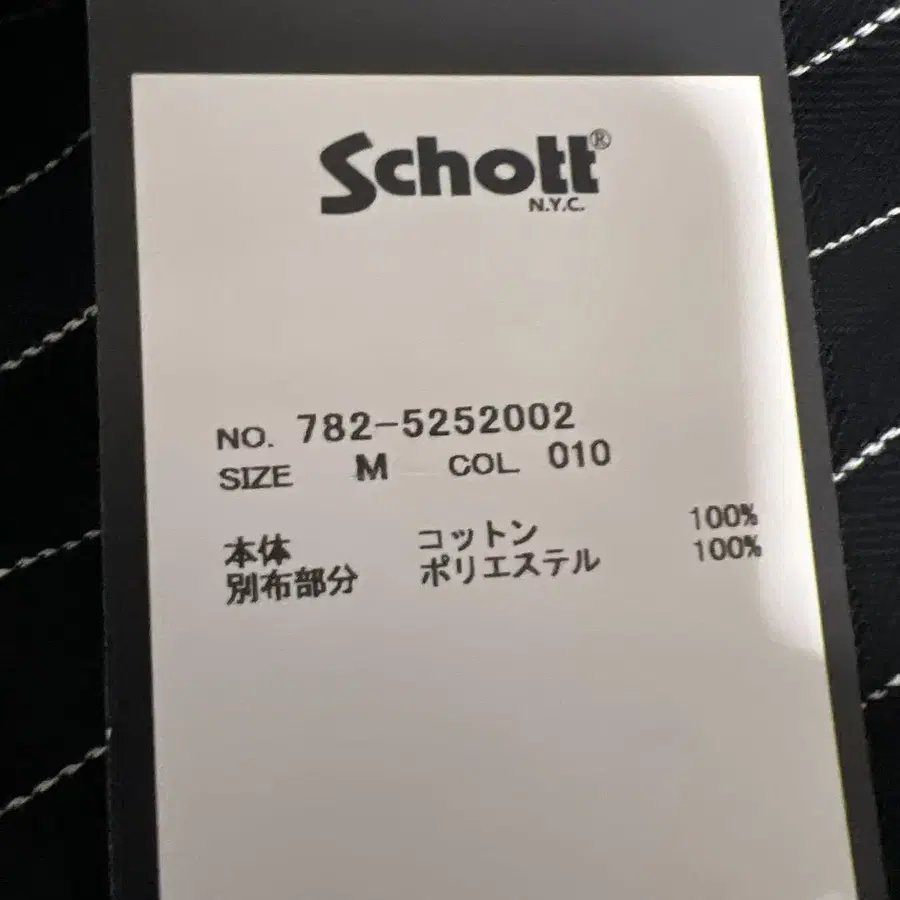 Schott®
N.Y.C.
NO. 782-5252002
SIZE M COL 010
本体 コットン 100%
別布部分 ポリエステル 100%